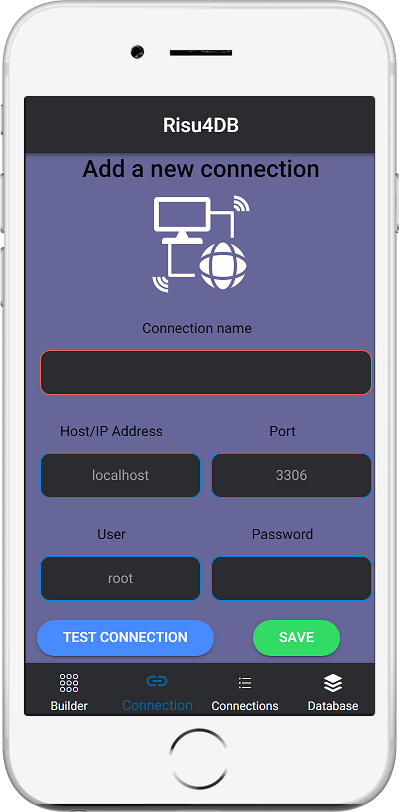 Risu4DB
Add a new connection
Connection name
Host/IP Address Port
localhost 3306
User Password
root
TEST CONNECTION SAVE
Builder Connection Connections Database